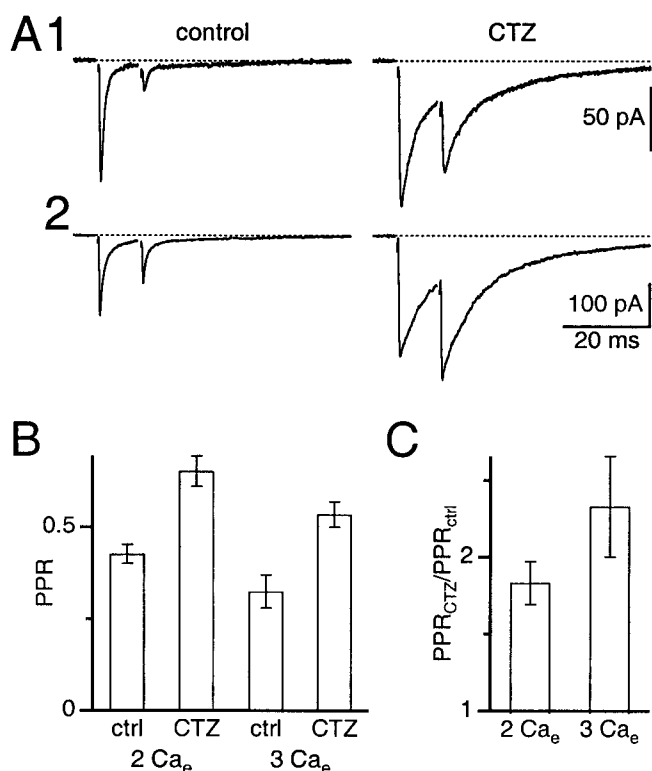 A1
control
CTZ
50 pA
2
100 pA
20 ms
B
C
PPR
0.5
0
ctrl CTZ ctrl CTZ
2 Cae 3 Cae
PPRCTZ/PPRctrl
2
1
2 Cae 3 Cae